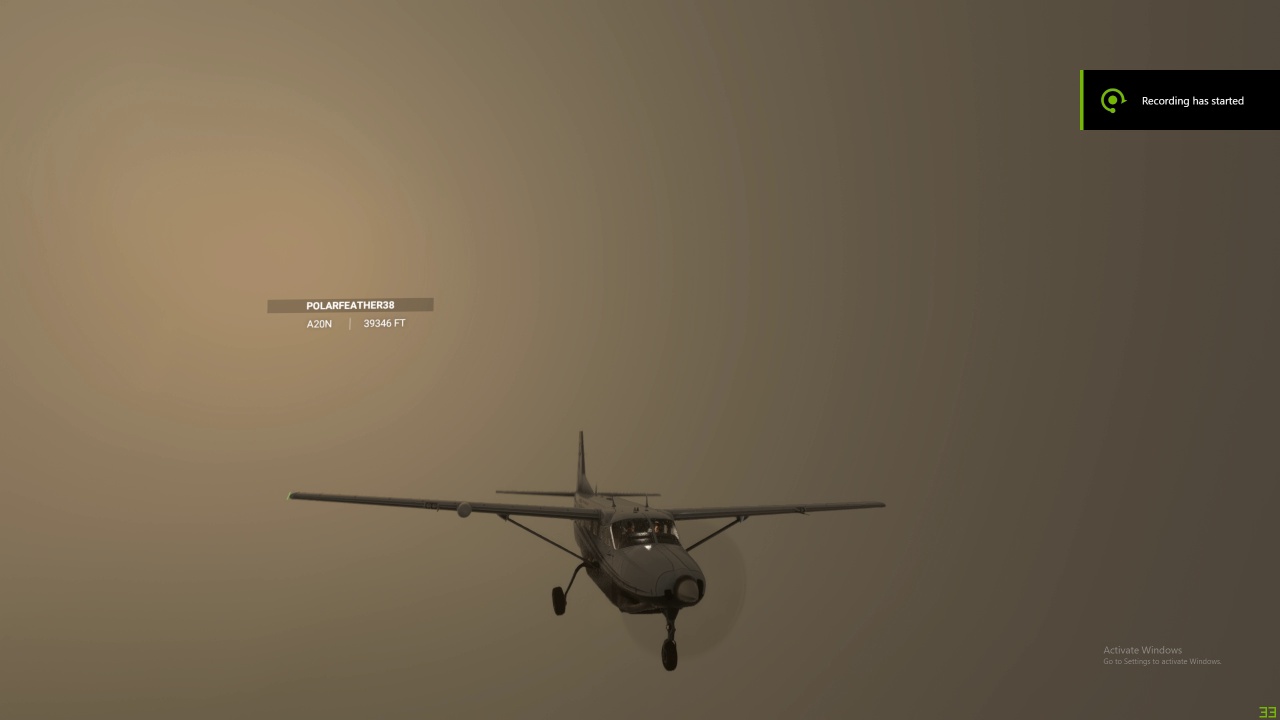 Recording has started
POLARFEATHER38
A20N | 39346 FT
Activate Windows
Go to Settings to activate Windows.
33